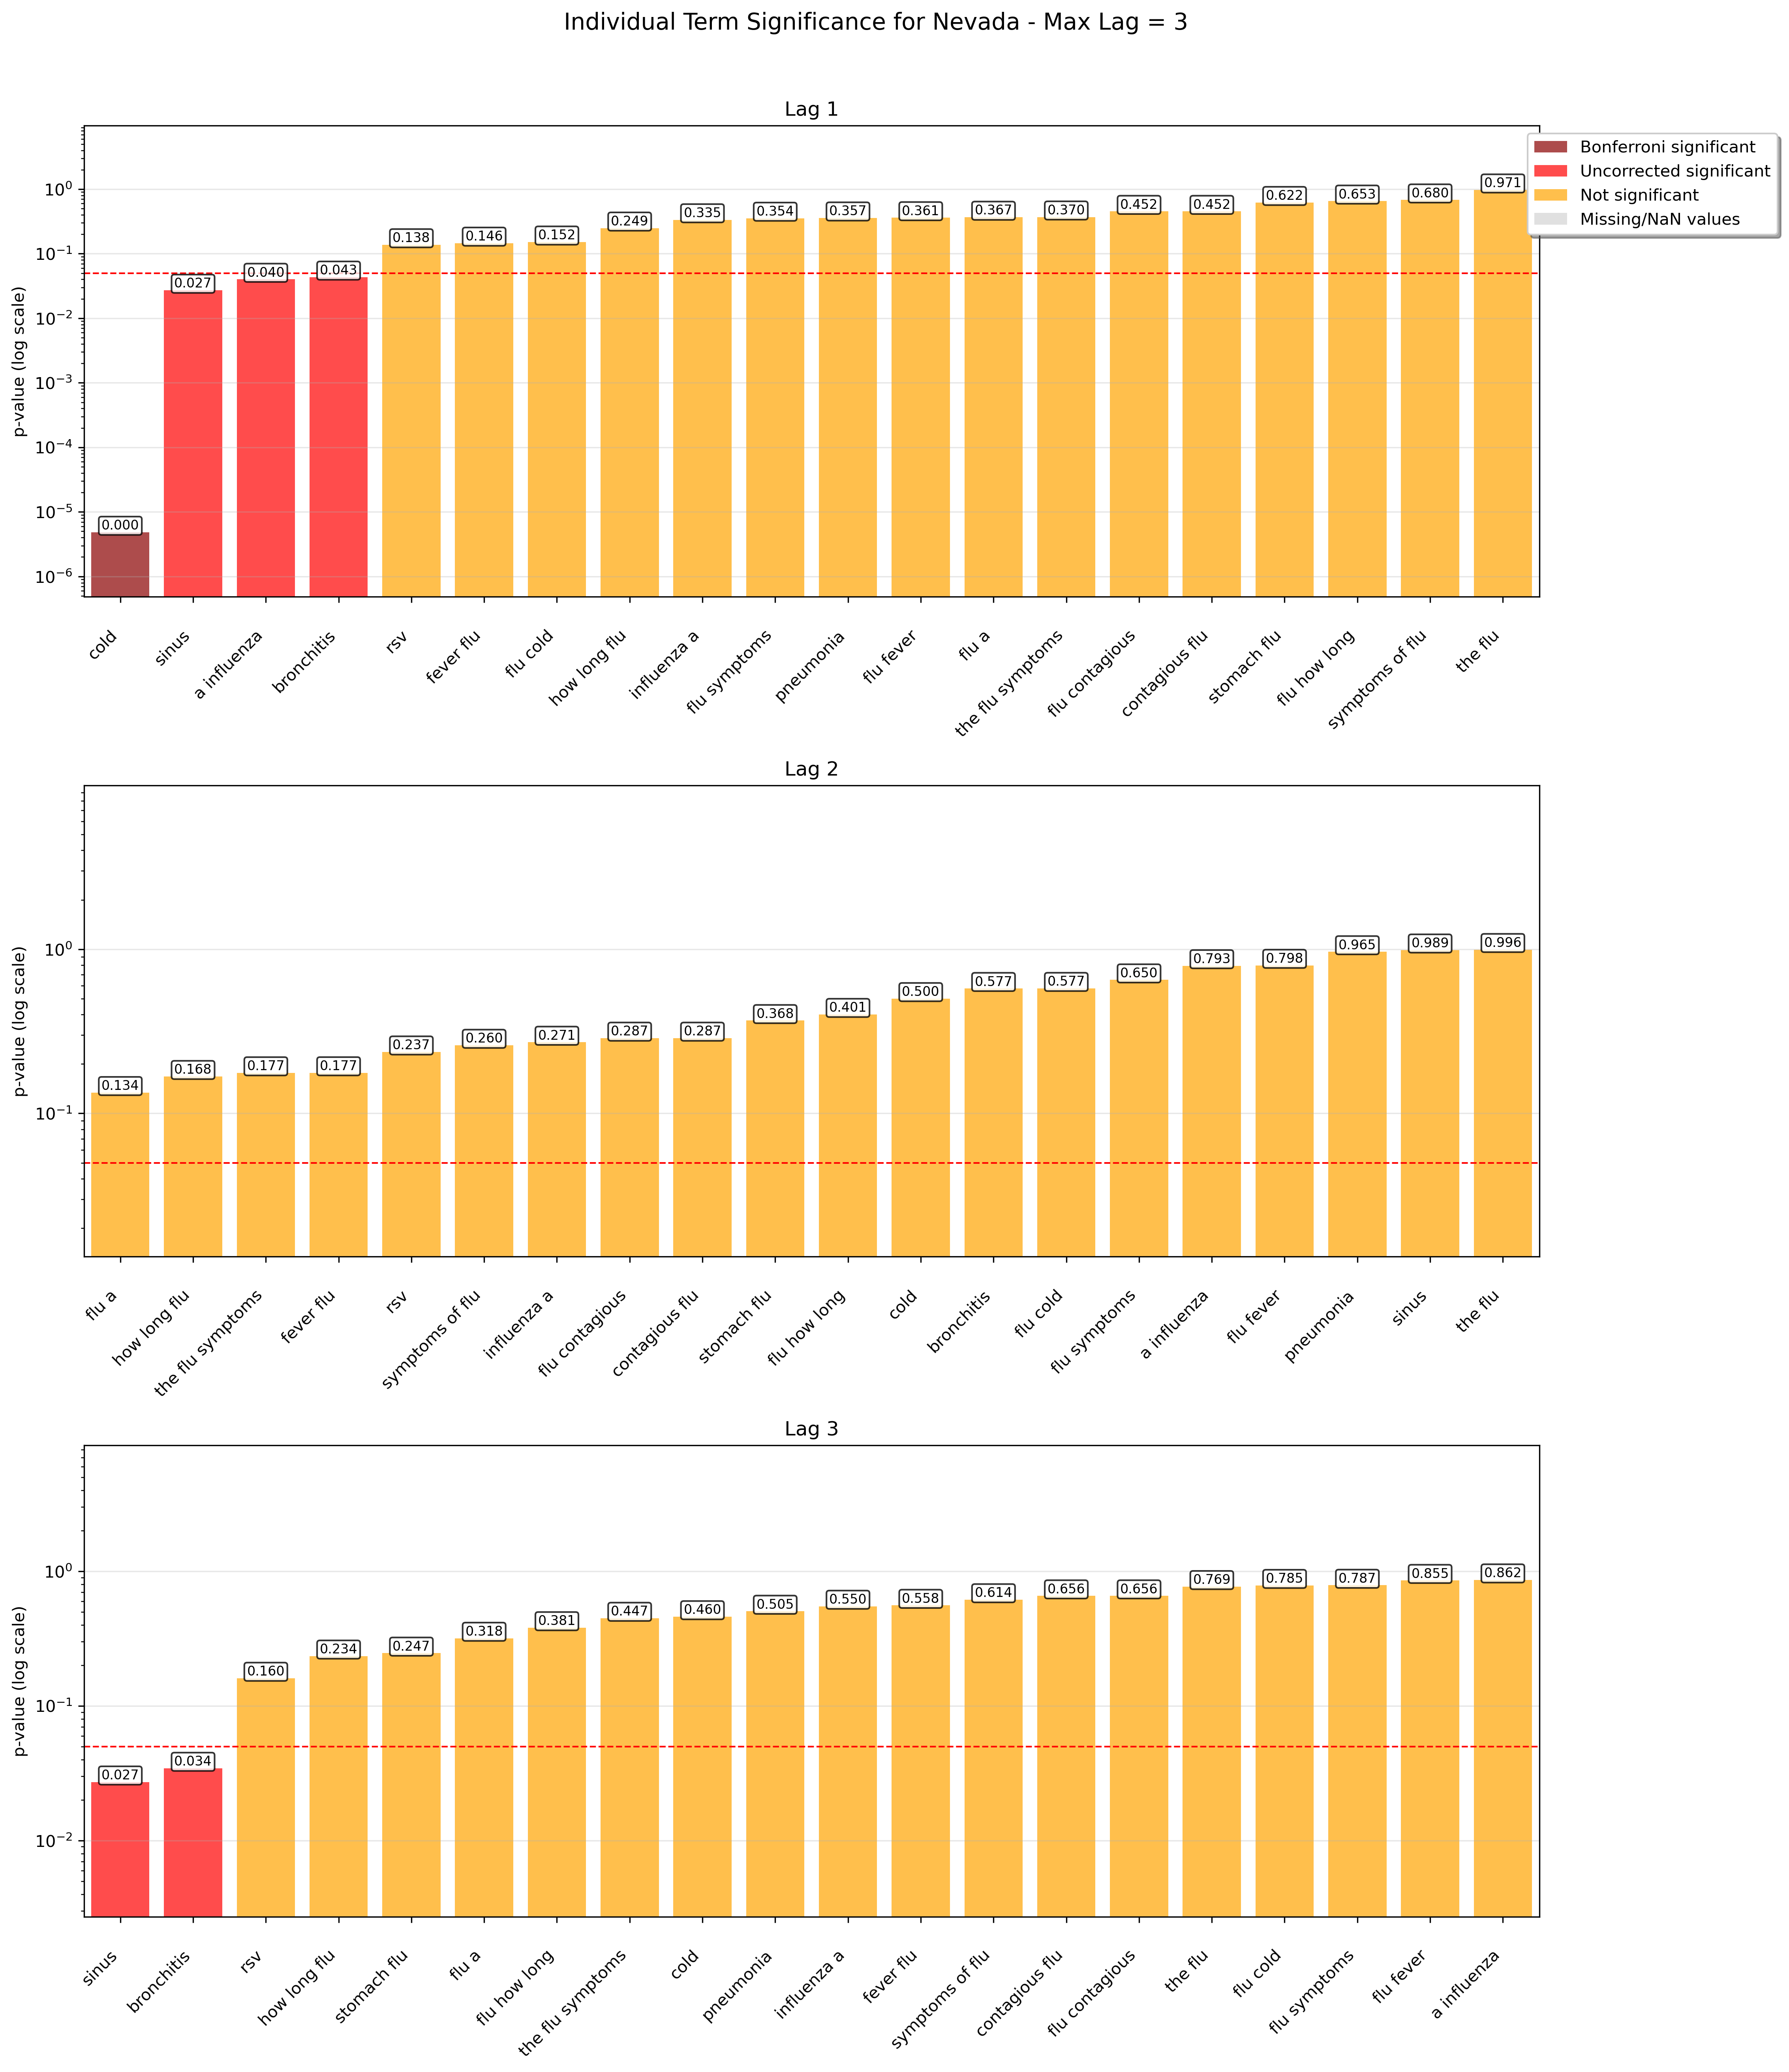 Individual Term Significance for Nevada - Max Lag = 3
Lag 1
Bonferroni significant
Uncorrected significant
Not significant
Missing/NaN values
p-value (log scale)
10⁰
10⁻¹
10⁻²
10⁻³
10⁻⁴
10⁻⁵
10⁻⁶
0.000
0.027
0.040
0.043
0.138
0.146
0.152
0.249
0.335
0.354
0.357
0.361
0.367
0.370
0.452
0.452
0.622
0.653
0.680
0.971
cold
sinus
a influenza
bronchitis
rsv
fever flu
flu cold
how long flu
influenza a
flu symptoms
pneumonia
flu fever
flu a
the flu symptoms
flu contagious
contagious flu
stomach flu
flu how long
symptoms of flu
the flu
Lag 2
p-value (log scale)
10⁰
10⁻¹
0.134
0.168
0.177
0.177
0.237
0.260
0.271
0.287
0.287
0.368
0.401
0.500
0.577
0.577
0.650
0.793
0.798
0.965
0.989
0.996
flu a
how long flu
the flu symptoms
fever flu
rsv
symptoms of flu
influenza a
flu contagious
contagious flu
stomach flu
flu how long
cold
bronchitis
flu cold
flu symptoms
a influenza
flu fever
pneumonia
sinus
the flu
Lag 3
p-value (log scale)
10⁰
10⁻¹
10⁻²
0.027
0.034
0.160
0.234
0.247
0.318
0.381
0.447
0.460
0.505
0.550
0.558
0.614
0.656
0.656
0.769
0.785
0.787
0.855
0.862
sinus
bronchitis
rsv
how long flu
stomach flu
flu a
flu how long
the flu symptoms
cold
pneumonia
influenza a
fever flu
symptoms of flu
contagious flu
flu contagious
the flu
flu cold
flu symptoms
flu fever
a influenza